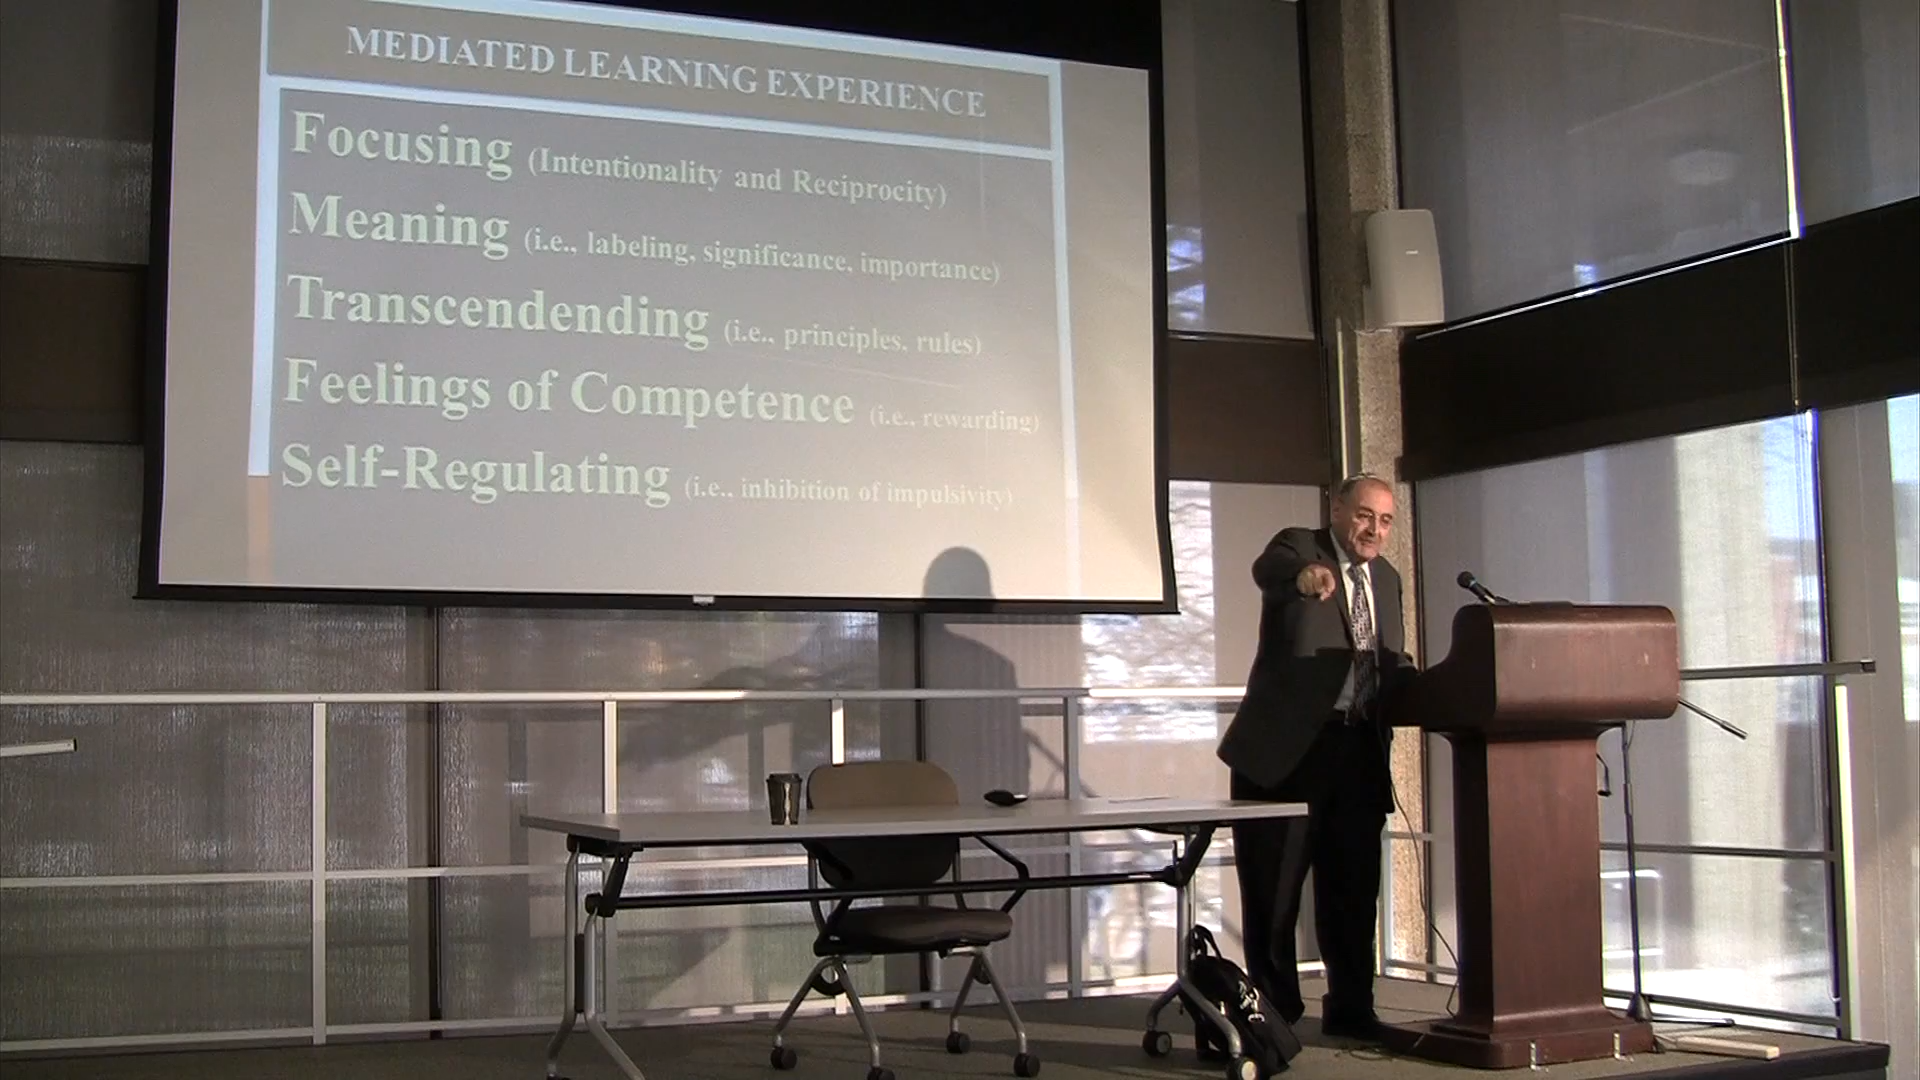 MEDIATED LEARNING EXPERIENCE
Focusing (Intentionality and Reciprocity)
Meaning (i.e., labeling, significance, importance)
Transcendending (i.e., principles, rules)
Feelings of Competence (i.e., rewarding)
Self-Regulating (i.e., inhibition of impulsivity)